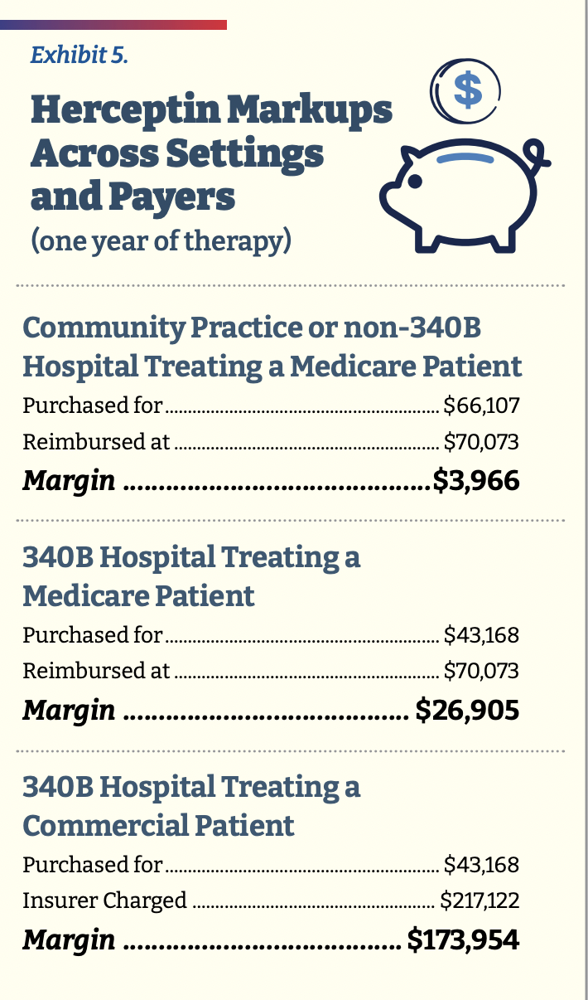 Exhibit 5.
$
Herceptin Markups
Across Settings
and Payers
(one year of therapy)
Community Practice or non-340B
Hospital Treating a Medicare Patient
Purchased for........................................................................ $66,107
Reimbursed at ..................................................................... $70,073
Margin ............................................$3,966
340B Hospital Treating a
Medicare Patient
Purchased for........................................................................ $43,168
Reimbursed at ..................................................................... $70,073
Margin ......................................... $26,905
340B Hospital Treating a
Commercial Patient
Purchased for........................................................................ $43,168
Insurer Charged ................................................................ $217,122
Margin ........................................ $173,954